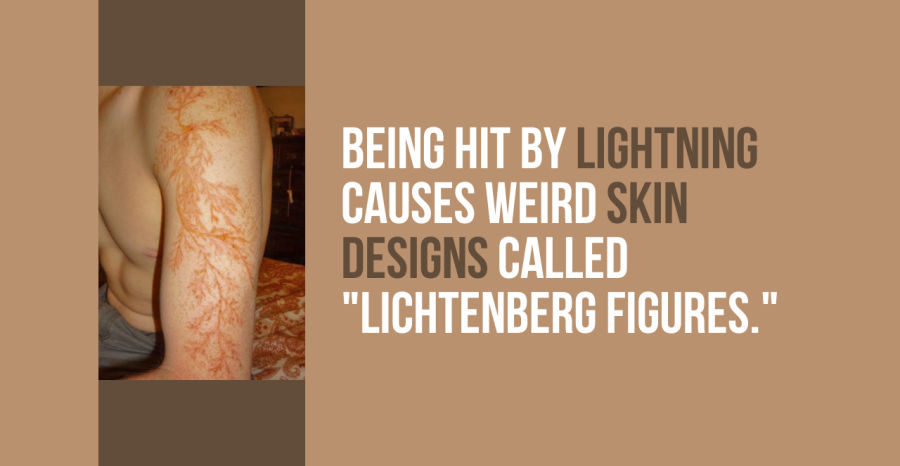 BEING HIT BY LIGHTNING
CAUSES WEIRD SKIN
DESIGNS CALLED
"LICHTENBERG FIGURES."